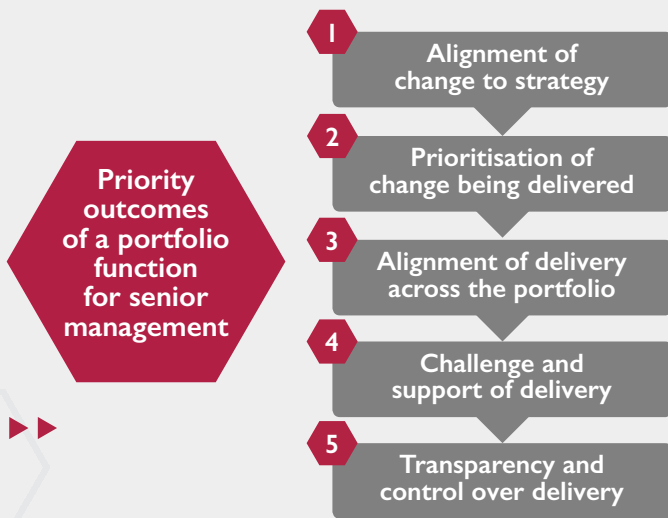 Priority
outcomes
of a portfolio
function
for senior
management
1
Alignment of
change to strategy
2
Prioritisation of
change being delivered
3
Alignment of delivery
across the portfolio
4
Challenge and
support of delivery
5
Transparency and
control over delivery